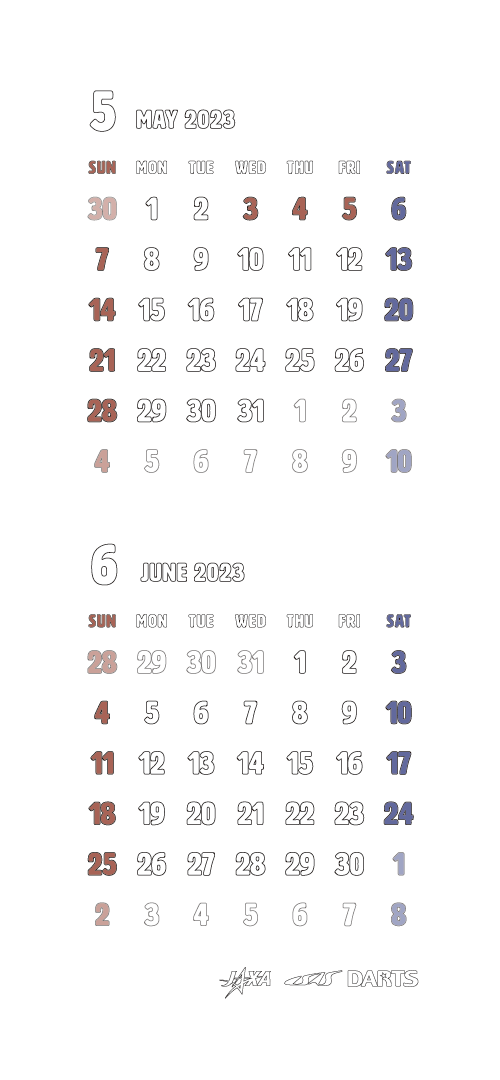 5 MAY 2023
SUN MON TUE WED THU FRI SAT
30 1 2 3 4 5 6
7 8 9 10 11 12 13
14 15 16 17 18 19 20
21 22 23 24 25 26 27
28 29 30 31 1 2 3
4 5 6 7 8 9 10
6 JUNE 2023
SUN MON TUE WED THU FRI SAT
28 29 30 31 1 2 3
4 5 6 7 8 9 10
11 12 13 14 15 16 17
18 19 20 21 22 23 24
25 26 27 28 29 30 1
2 3 4 5 6 7 8
JAXA ISAS DARTS